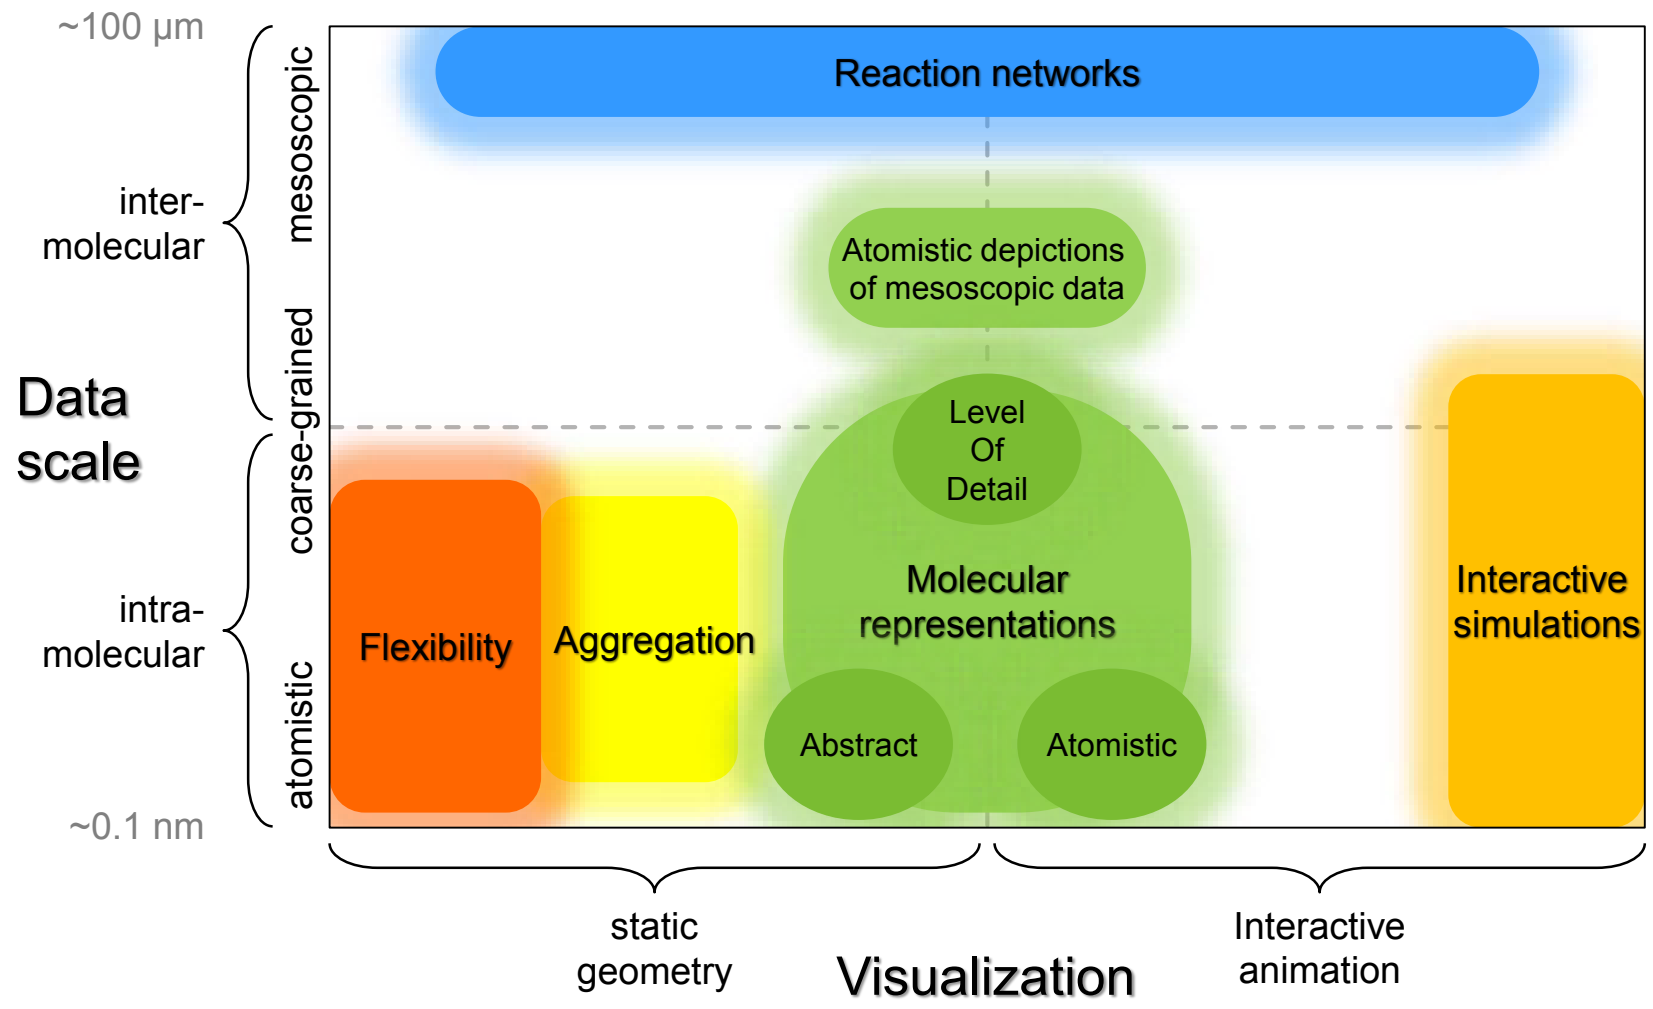 ~100 µm
mesoscopic
Reaction networks
inter-
molecular
Atomistic depictions
of mesoscopic data
coarse-grained
Data
scale
Level
Of
Detail
Molecular
representations
Interactive
simulations
Flexibility
Aggregation
intra-
molecular
atomistic
Abstract
Atomistic
~0.1 nm
static
geometry
Visualization
Interactive
animation